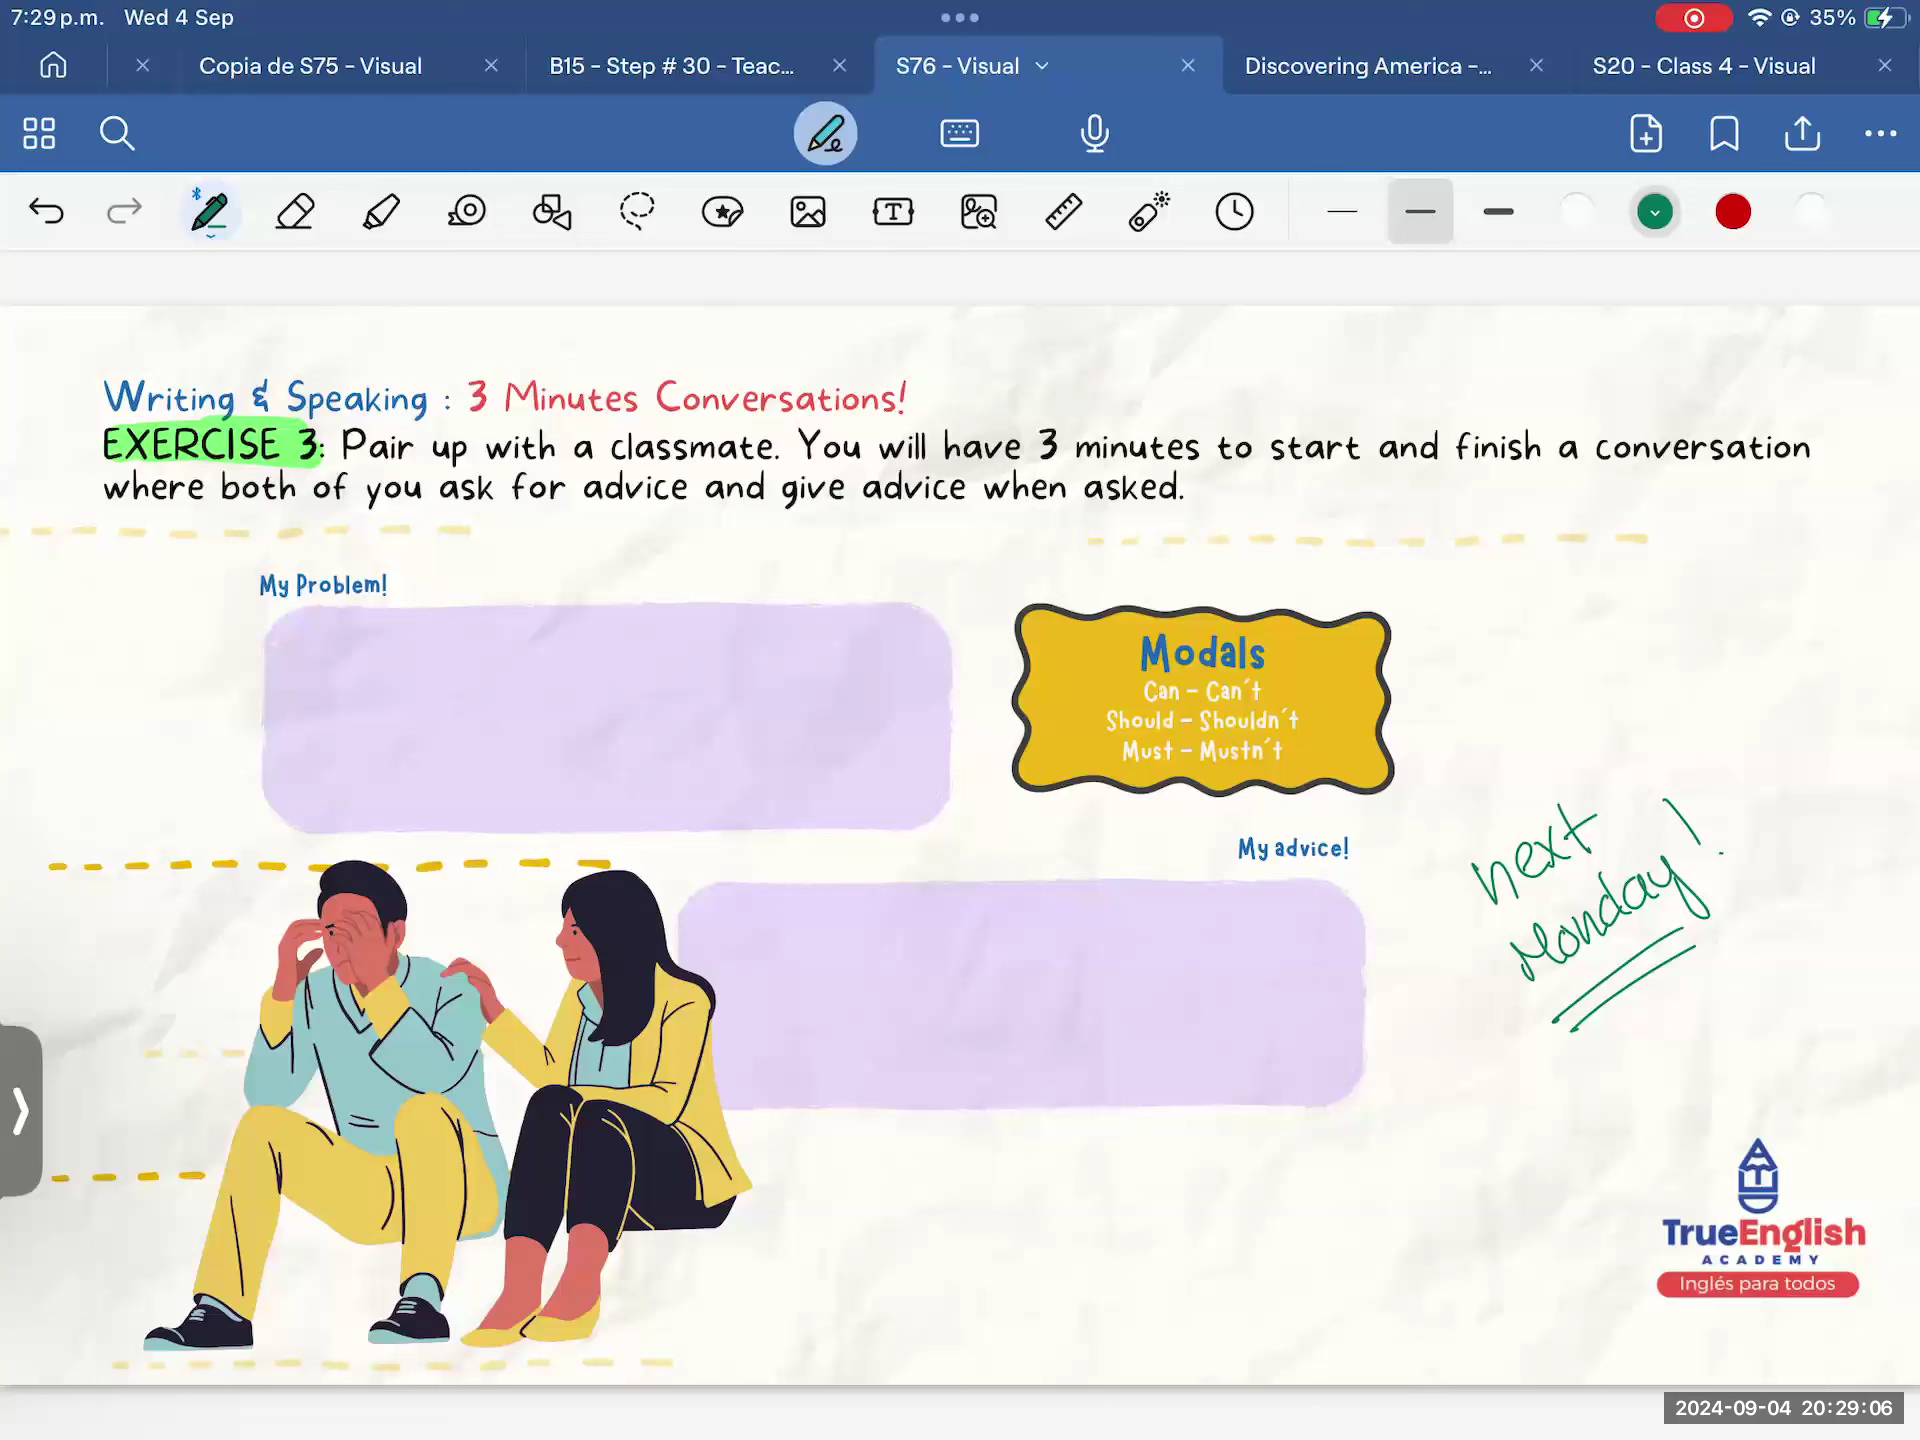 7:29 p.m. Wed 4 Sep
35%
Copia de S75 – Visual
B15 – Step # 30 – Teac...
S76 – Visual
Discovering America –...
S20 – Class 4 – Visual
Writing & Speaking : 3 Minutes Conversations!
EXERCISE 3: Pair up with a classmate. You will have 3 minutes to start and finish a conversation
where both of you ask for advice and give advice when asked.
My Problem!
Modals
Can – Can´t
Should – Shouldn´t
Must – Mustn´t
My advice!
next
Monday!
TrueEnglish
ACADEMY
Inglés para todos
2024-09-04 20:29:06